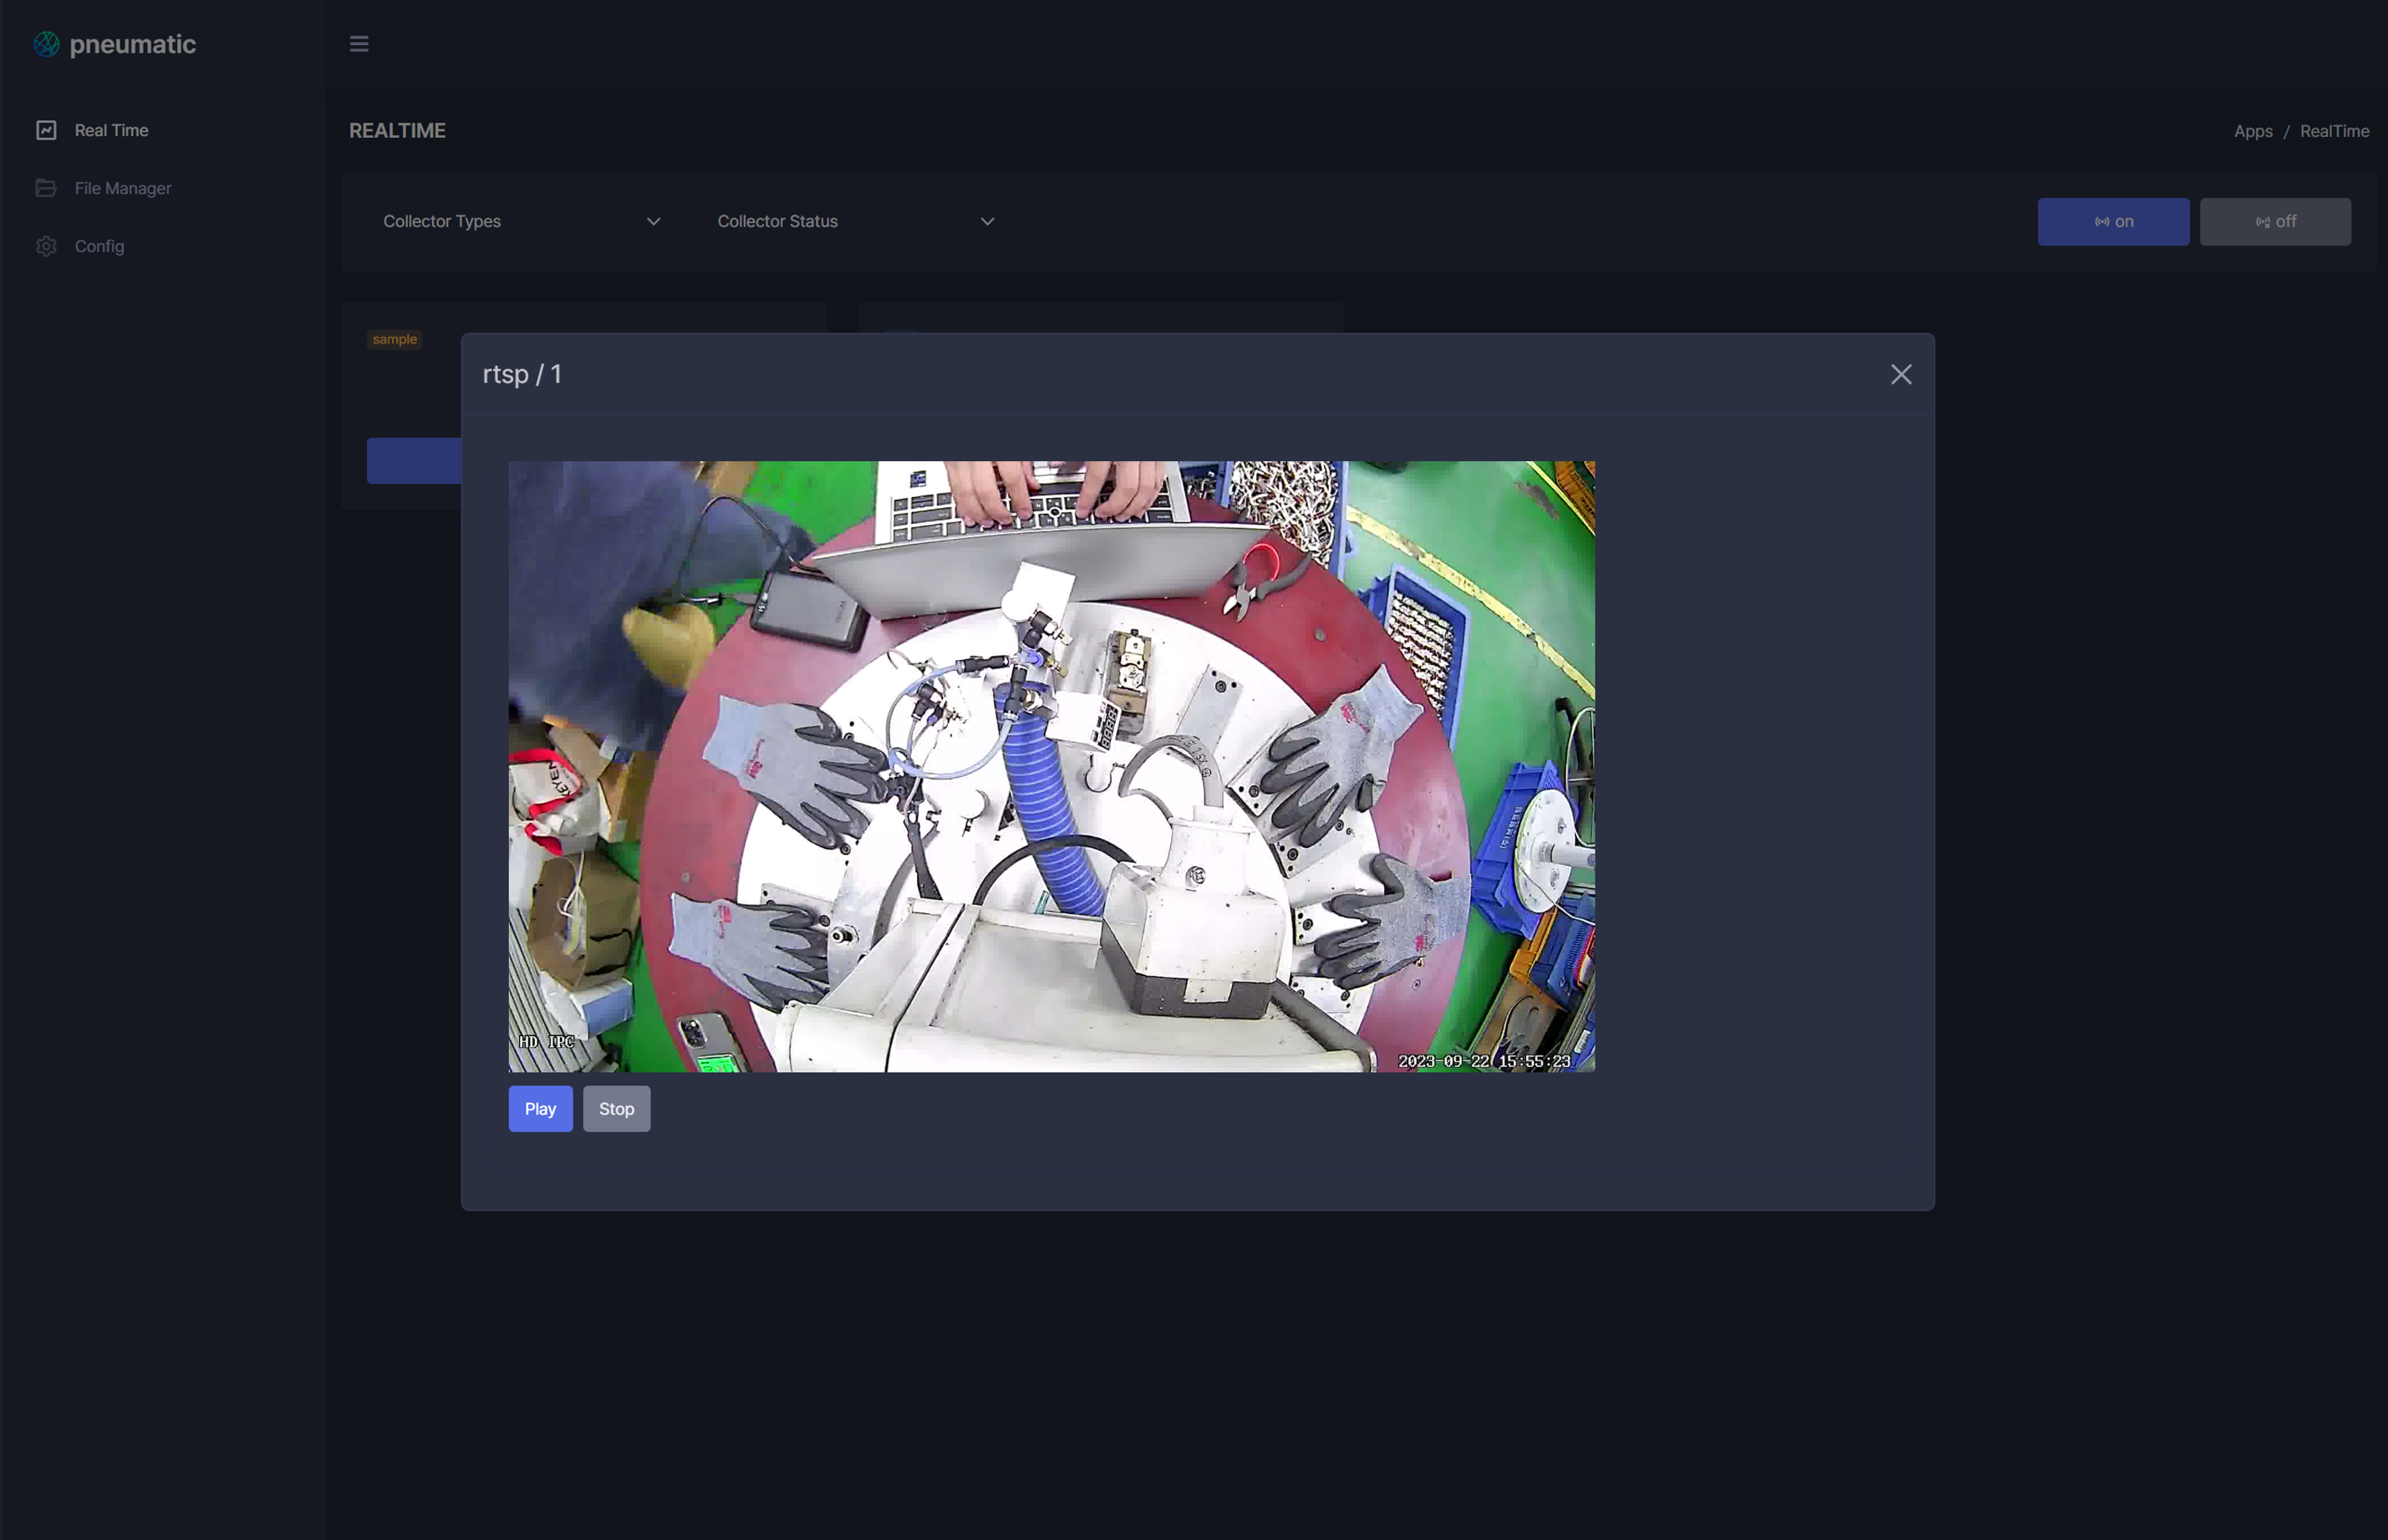 pneumatic
Real Time
File Manager
Config
REALTIME
Apps / RealTime
Collector Types
Collector Status
on
off
sample
rtsp / 1
HD IPC
2023-09-22 15:55:23
Play
Stop